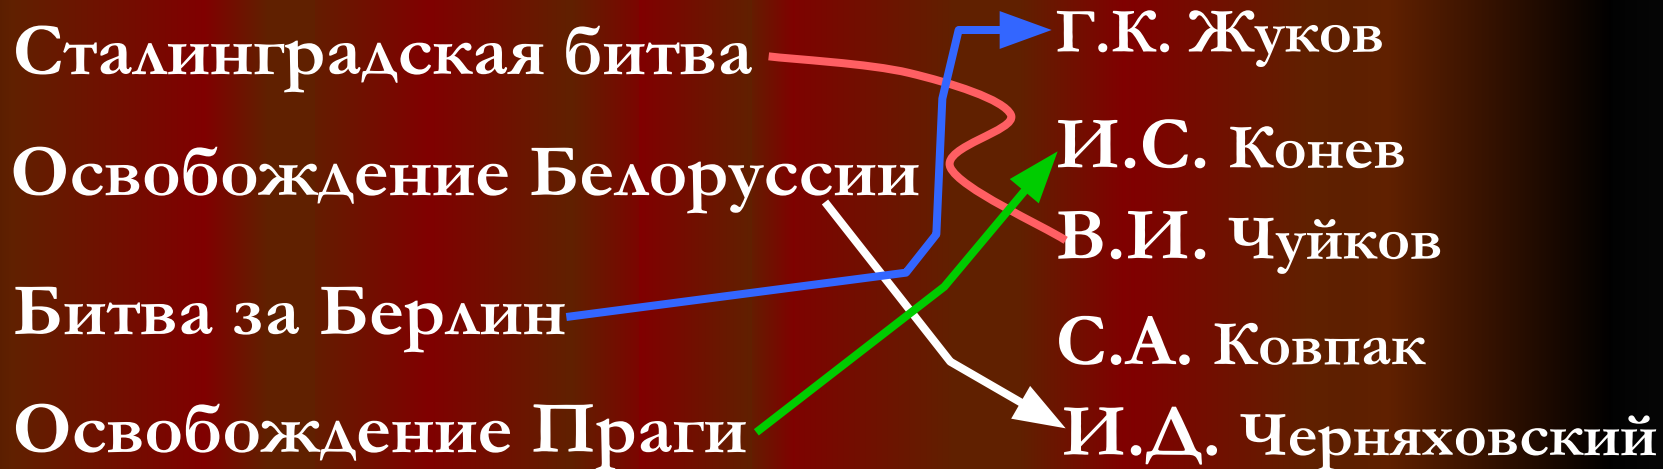 Сталинградская битва
Освобождение Белоруссии
Битва за Берлин
Освобождение Праги
Г.К. Жуков
И.С. Конев
В.И. Чуйков
С.А. Ковпак
И.Д. Черняховский